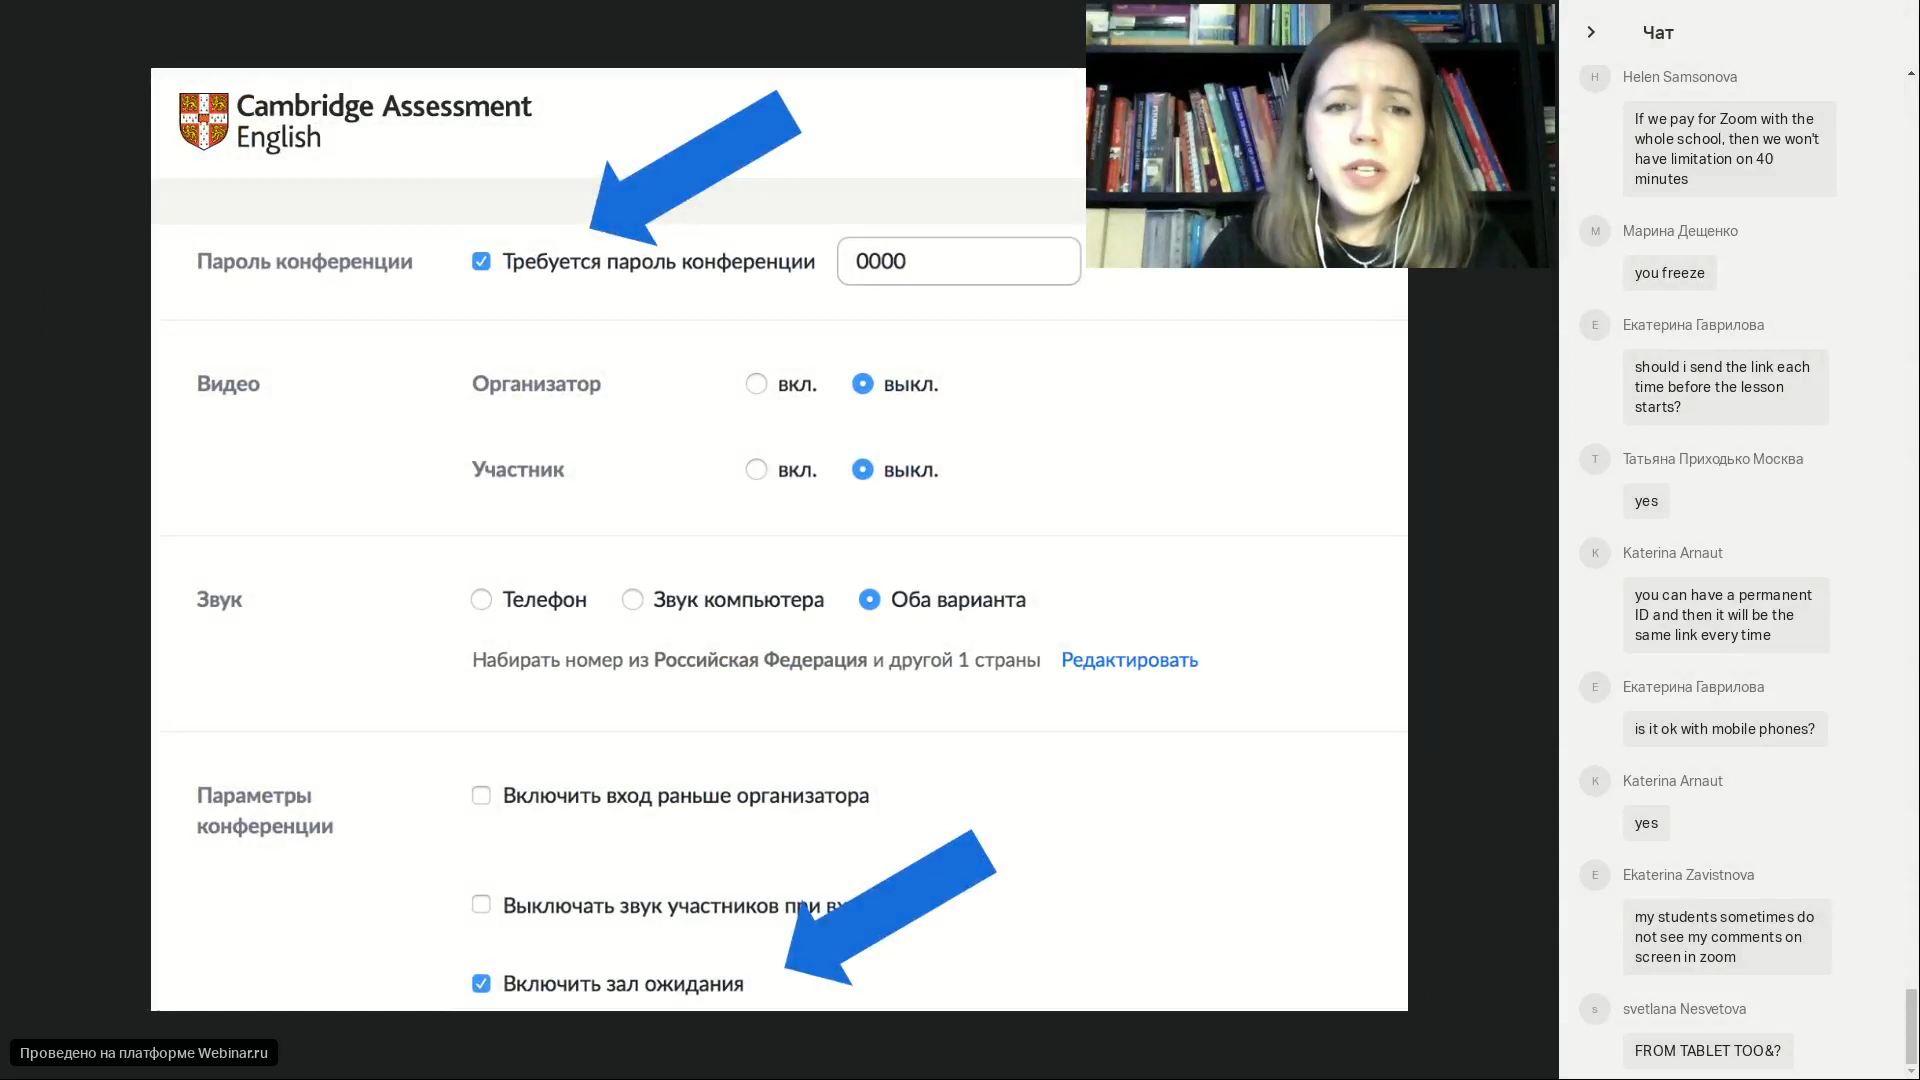 Cambridge Assessment
English
Пароль конференции
Требуется пароль конференции
0000
Видео
Организатор
вкл.
выкл.
Участник
вкл.
выкл.
Звук
Телефон
Звук компьютера
Оба варианта
Набирать номер из Российская Федерация и другой 1 страны Редактировать
Параметры
конференции
Включить вход раньше организатора
Выключать звук участников при
Включить зал ожидания
Проведено на платформе Webinar.ru
Чат
H
Helen Samsonova
If we pay for Zoom with the
whole school, then we won't
have limitation on 40
minutes
М
Марина Дещенко
you freeze
Е
Екатерина Гаврилова
should i send the link each
time before the lesson
starts?
Т
Татьяна Приходько Москва
yes
K
Katerina Arnaut
you can have a permanent
ID and then it will be the
same link every time
Е
Екатерина Гаврилова
is it ok with mobile phones?
K
Katerina Arnaut
yes
E
Ekaterina Zavistnova
my students sometimes do
not see my comments on
screen in zoom
s
svetlana Nesvetova
FROM TABLET TOO&?